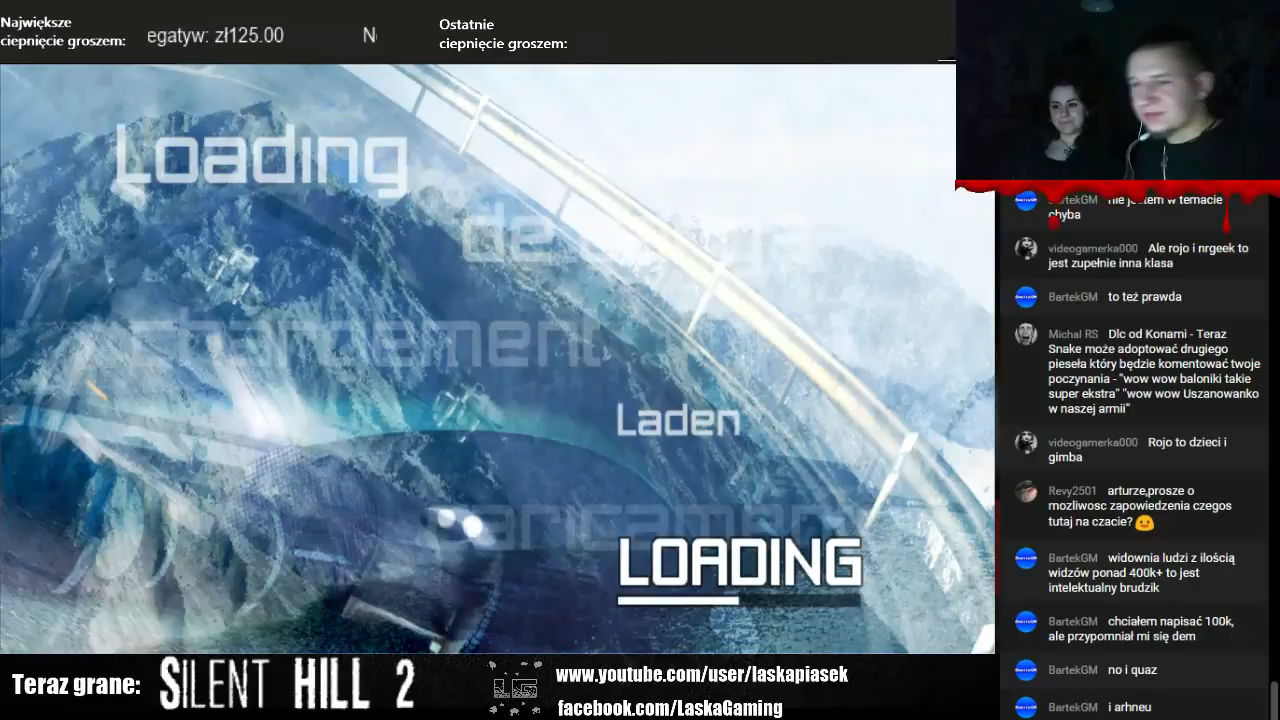 Największe
ciepnięcie groszem:
egatyw: zł125.00
N
Ostatnie
ciepnięcie groszem:
Loading
de
chargement
Laden
caricamento
LOADING
BartekGM nie jestem w temacie
chyba
videogamerka000 Ale rojo i nrgeek to
jest zupełnie inna klasa
BartekGM to też prawda
Michal RS Dlc od Konami - Teraz
Snake może adoptować drugiego
pieseła który będzie komentować twoje
poczynania - "wow wow baloniki takie
super ekstra" "wow wow Uszanowanko
w naszej armii"
videogamerka000 Rojo to dzieci i
gimba
Revy2501 arturze,prosze o
mozliwosc zapowiedzenia czegos
tutaj na czacie?
BartekGM widownia ludzi z ilością
widzów ponad 400k+ to jest
intelektualny brudzik
BartekGM chciałem napisać 100k,
ale przypomniał mi się dem
BartekGM no i quaz
BartekGM i arhneu
Teraz grane:
SILENT HILL 2
LG
www.youtube.com/user/laskapiasek
facebook.com/LaskaGaming